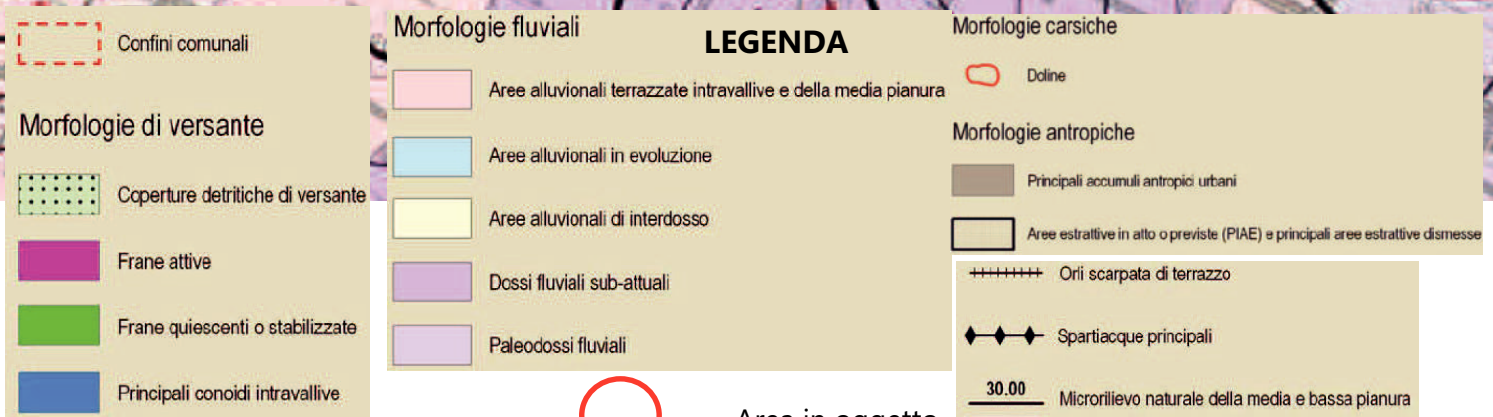 Confini comunali
Morfologie di versante
Coperture detritiche di versante
Frane attive
Frane quiescenti o stabilizzate
Principali conoidi intravallive
LEGENDA
Morfologie fluviali
Aree alluvionali terrazzate intravallive e della media pianura
Aree alluvionali in evoluzione
Aree alluvionali di interdosso
Dossi fluviali sub-attuali
Paleodossi fluviali
Area in oggetto
Morfologie carsiche
Doline
Morfologie antropiche
Principali accumuli antropici urbani
Aree estrattive in atto o previste (PIAE) e principali aree estrattive dismesse
Orli scarpata di terrazzo
Spartiacque principali
30.00 Microrilievo naturale della media e bassa pianura